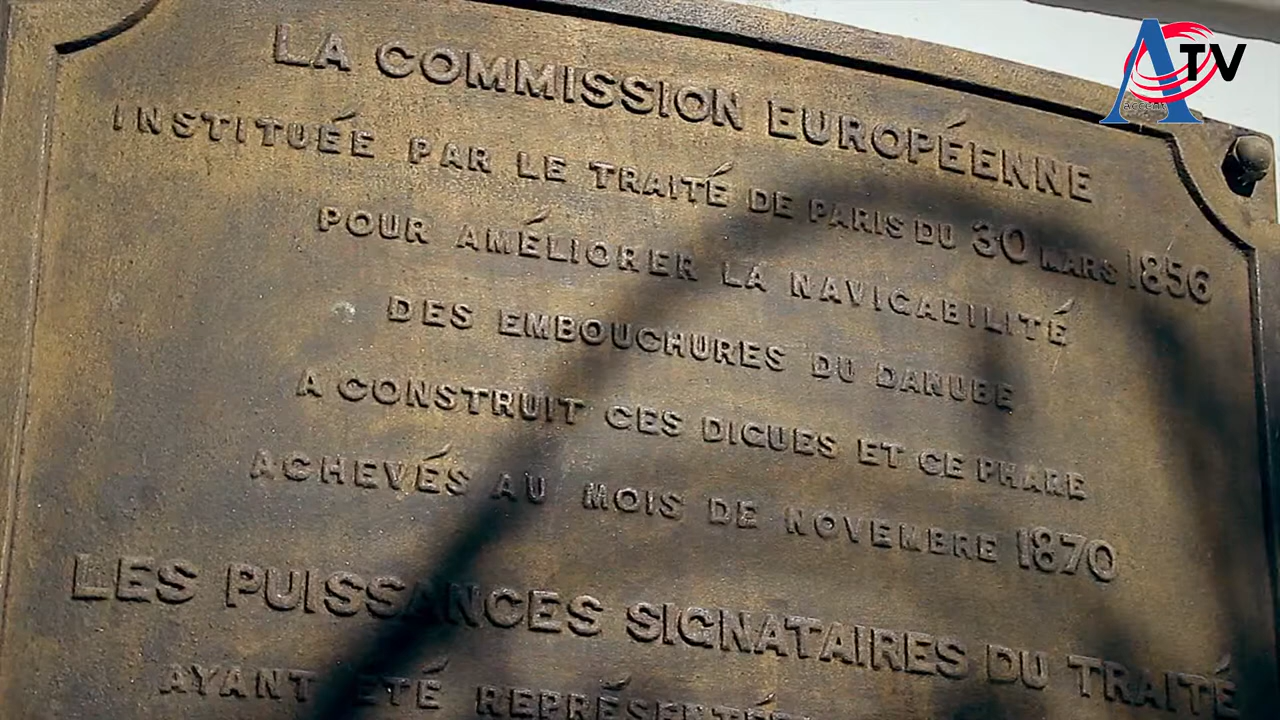 LA COMMISSION EUROPÉENNE
INSTITUÉE PAR LE TRAITÉ DE PARIS DU 30 MARS 1856
POUR AMÉLIORER LA NAVIGABILITÉ
DES EMBOUCHURES DU DANUBE
A CONSTRUIT CES DIGUES ET CE PHARE
ACHEVÉS AU MOIS DE NOVEMBRE 1870
LES PUISSANCES SIGNATAIRES DU TRAITÉ
AYANT ÉTÉ
A TV
accent